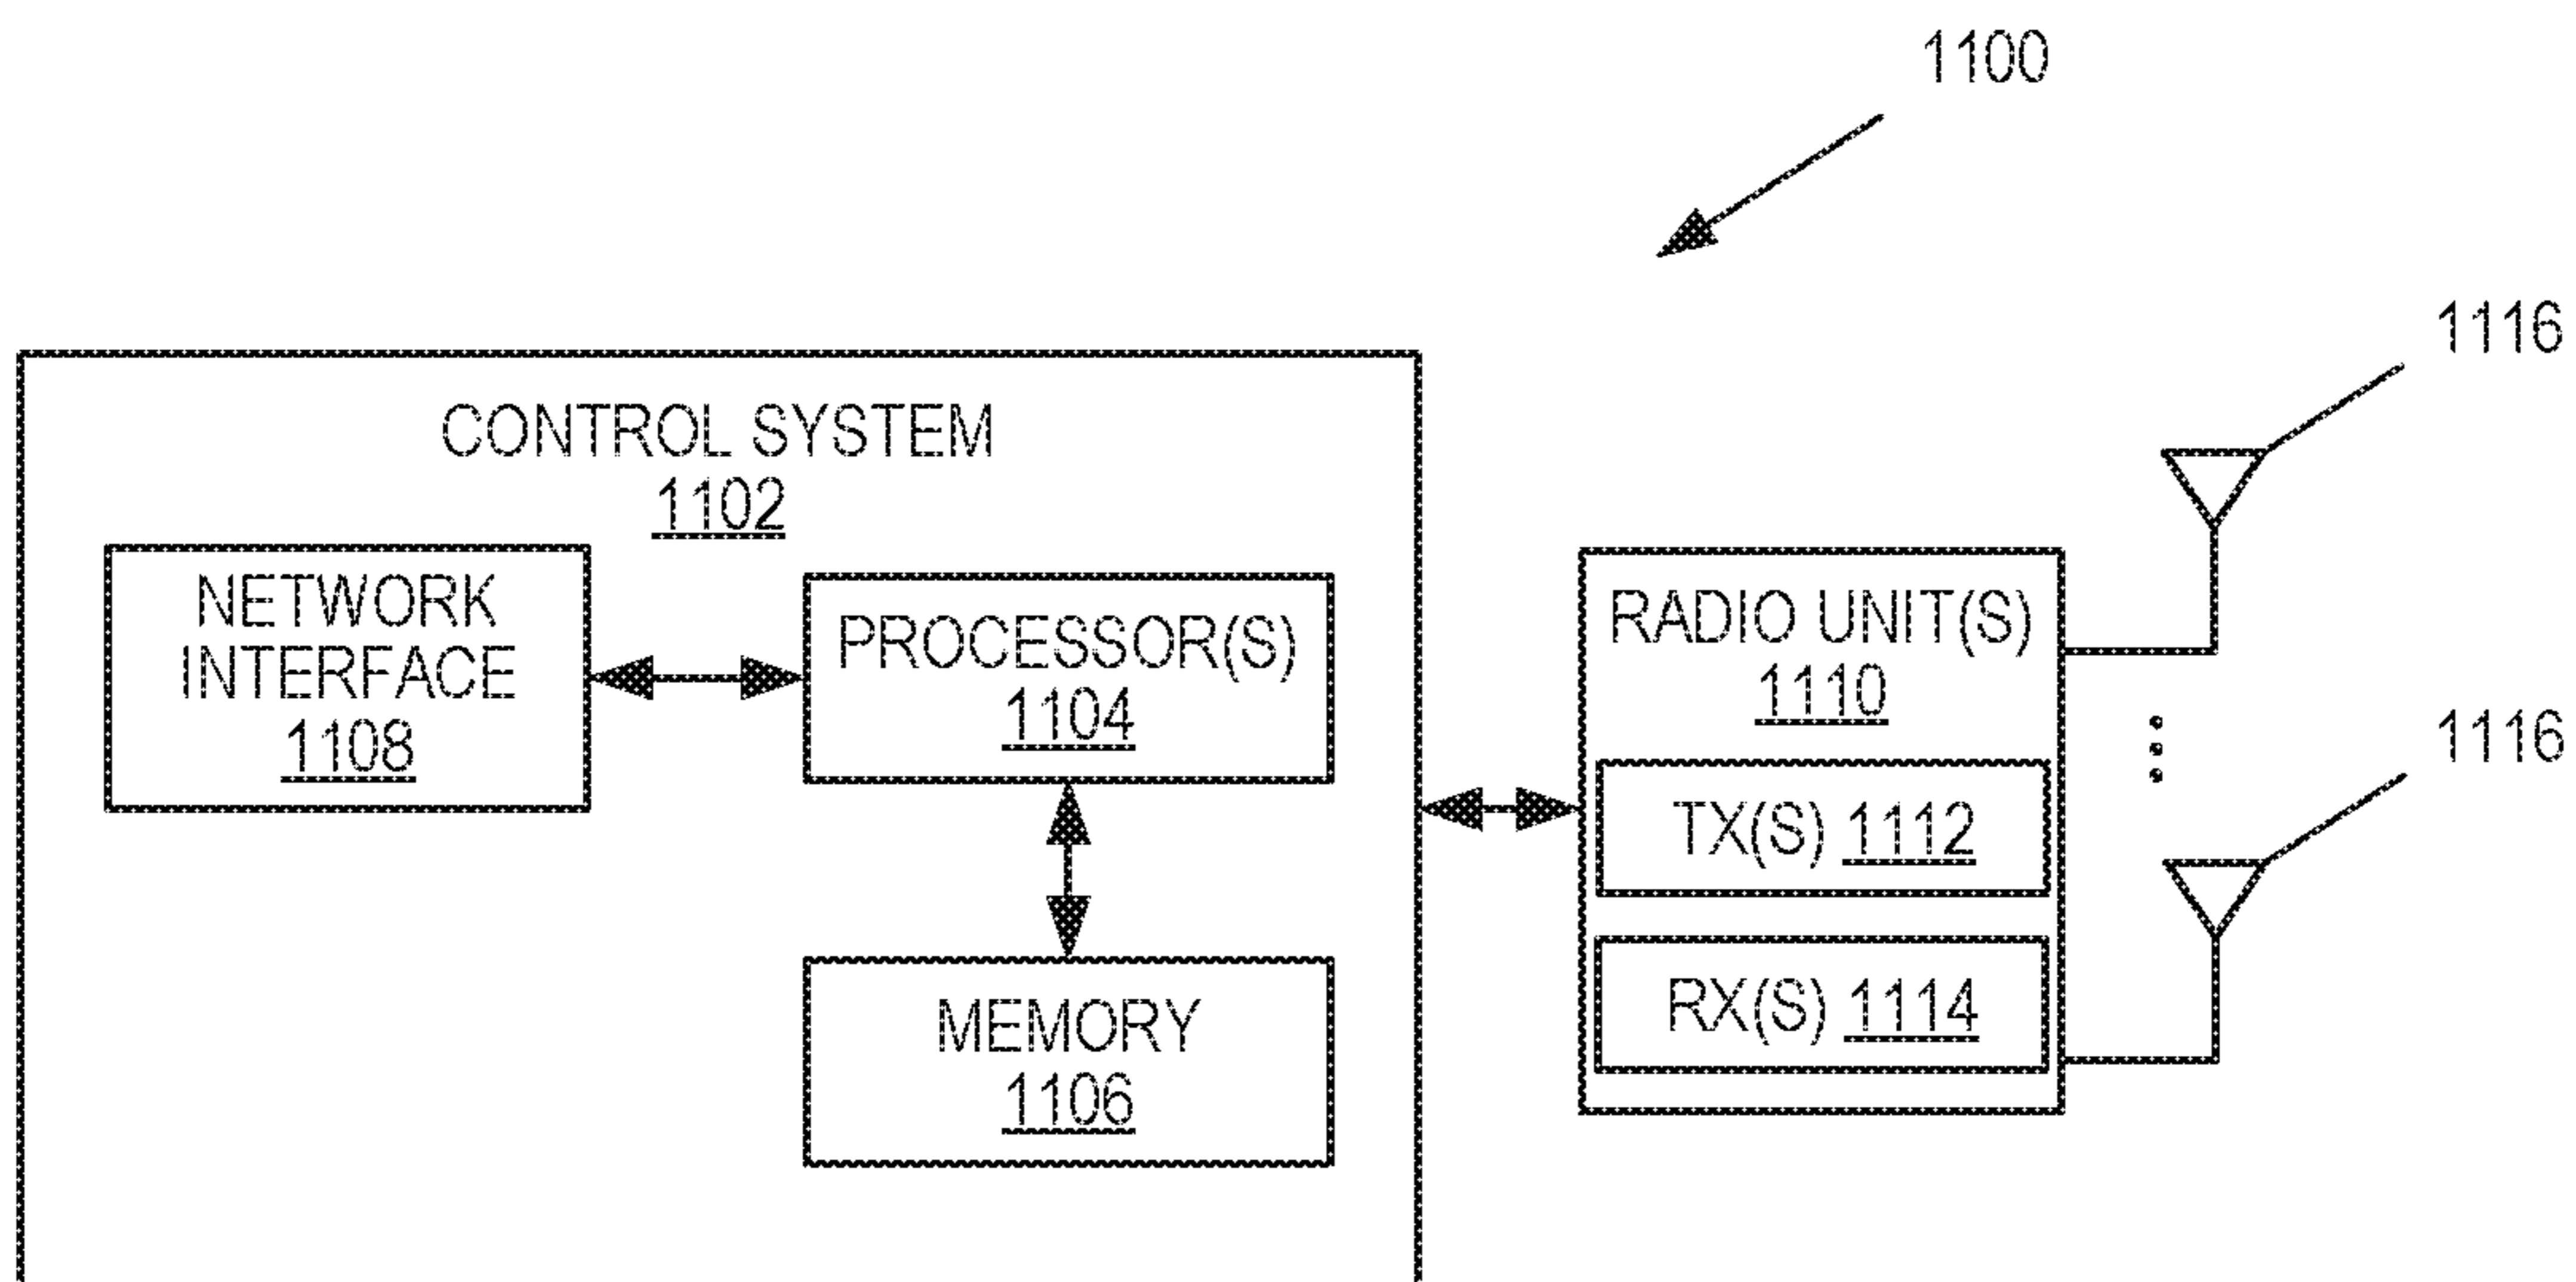 1100
1116
CONTROL SYSTEM
1102
NETWORK
INTERFACE
1108
PROCESSOR(S)
1104
MEMORY
1106
RADIO UNIT(S)
1110
TX(S) 1112
RX(S) 1114
1116